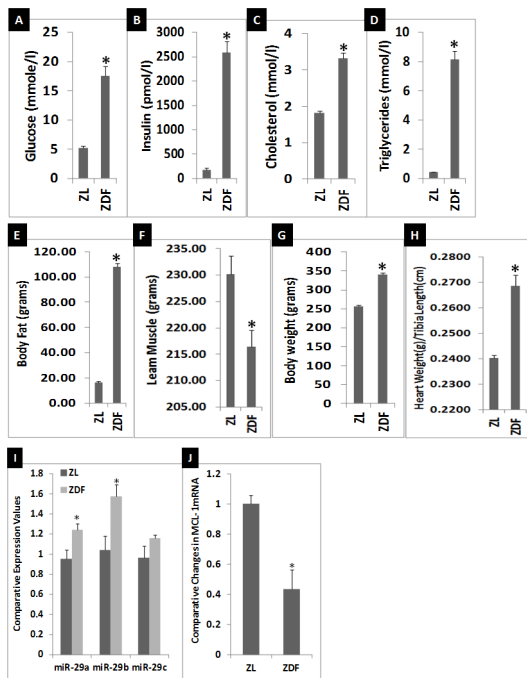 A
Glucose (mmole/l)
25
20
15
10
5
0
*
ZL
ZDF
B
Insulin (pmol/l)
3000
2500
2000
1500
1000
500
0
*
ZL
ZDF
C
Cholesterol (mmol/l)
4
3
2
1
0
*
ZL
ZDF
D
Triglycerides (mmol/l)
10
8
6
4
2
0
*
ZL
ZDF
E
Body Fat (grams)
120.00
100.00
80.00
60.00
40.00
20.00
0.00
*
ZL
ZDF
F
Leam Muscle (grams)
235.00
230.00
225.00
220.00
215.00
210.00
205.00
*
ZL
ZDF
G
Body weight (grams)
400
350
300
250
200
150
100
50
0
*
ZL
ZDF
H
Heart Weight(g)/TibiaLength(cm)
0.2800
0.2700
0.2600
0.2500
0.2400
0.2300
0.2200
*
ZL
ZDF
I
Comparative Expression Values
1.8
1.6
1.4
1.2
1
0.8
0.6
0.4
0.2
0
ZL
ZDF
*
*
miR-29a miR-29b miR-29c
J
Comparative Changes in MCL-1mRNA
1.2
1
0.8
0.6
0.4
0.2
0
*
ZL ZDF